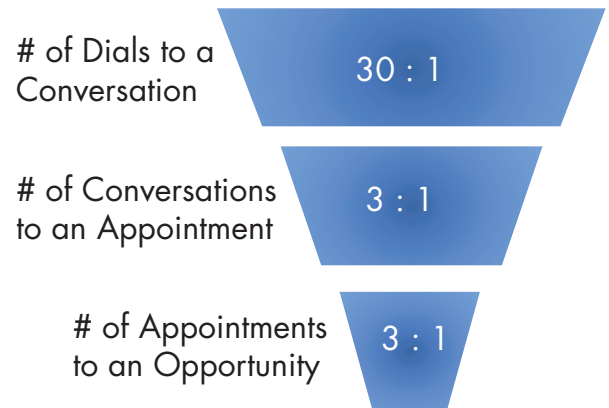 # of Dials to a
Conversation
30 : 1
# of Conversations
to an Appointment
3 : 1
# of Appointments
to an Opportunity
3 : 1